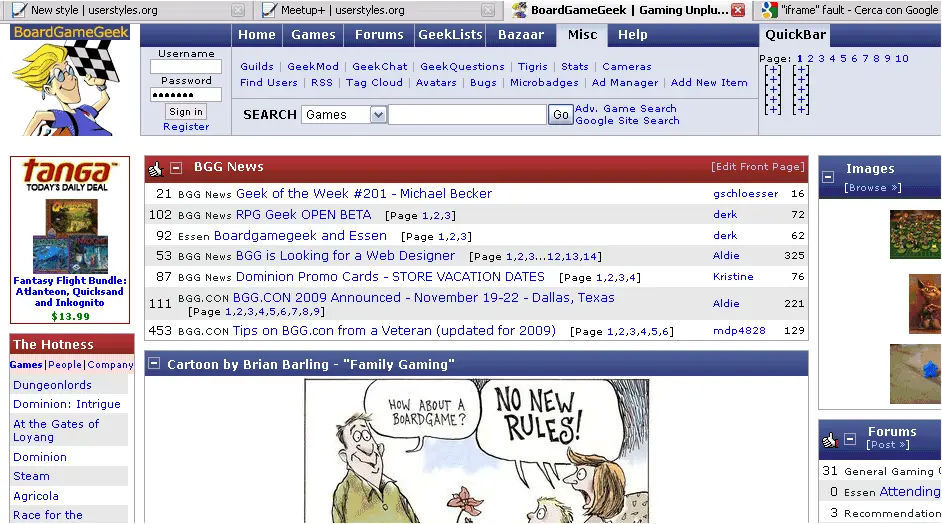 New style | userstyles.org
Meetup+ | userstyles.org
BoardGameGeek | Gaming Unplu...
"iframe" fault - Cerca con Google
BoardGameGeek
Username
Password
•••••••
Sign in
Register
Home Games Forums GeekLists Bazaar Misc Help
Guilds | GeekMod | GeekChat | GeekQuestions | Tigris | Stats | Cameras
Find Users | RSS | Tag Cloud | Avatars | Bugs | Microbadges | Ad Manager | Add New Item
SEARCH Games Go Adv. Game Search
Google Site Search
QuickBar
Page: 1 2 3 4 5 6 7 8 9 10
[+] [+]
[+] [+]
[+] [+]
[+] [+]
tanga™
TODAY'S DAILY DEAL
Fantasy Flight Bundle:
Atlanteon, Quicksand
and Inkognito
$13.99
The Hotness
Games|People|Company
Dungeonlords
Dominion: Intrigue
At the Gates of
Loyang
Dominion
Steam
Agricola
Race for the
BGG News [Edit Front Page]
21 BGG News Geek of the Week #201 - Michael Becker gschloesser 16
102 BGG News RPG Geek OPEN BETA [Page 1,2,3] derk 72
92 Essen Boardgamegeek and Essen [Page 1,2,3] derk 62
53 BGG News BGG is Looking for a Web Designer [Page 1,2,3...12,13,14] Aldie 325
87 BGG News Dominion Promo Cards - STORE VACATION DATES [Page 1,2,3,4] Kristine 76
111 BGG.CON BGG.CON 2009 Announced - November 19-22 - Dallas, Texas Aldie 221
[Page 1,2,3,4,5,6,7,8,9]
453 BGG.CON Tips on BGG.con from a Veteran (updated for 2009) [Page 1,2,3,4,5,6] mdp4828 129
Cartoon by Brian Barling - "Family Gaming"
HOW ABOUT A
BOARDGAME?
NO NEW
RULES!
Images
[Browse »]
Forums
[Post »]
31 General Gaming
0 Essen Attending
3 Recommendation